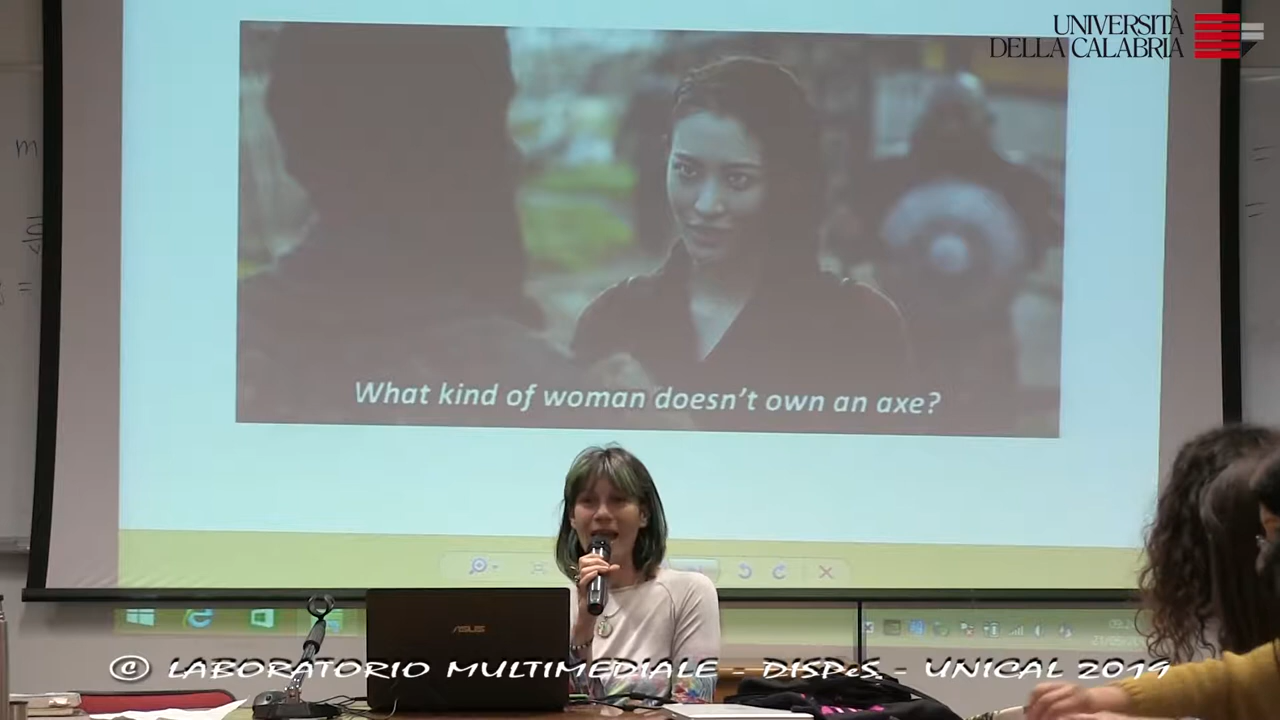 UNIVERSITÀ
DELLA CALABRIA
What kind of woman doesn't own an axe?
ASUS
© LABORATORIO MULTIMEDIALE - DISPeS - UNICAL 2019